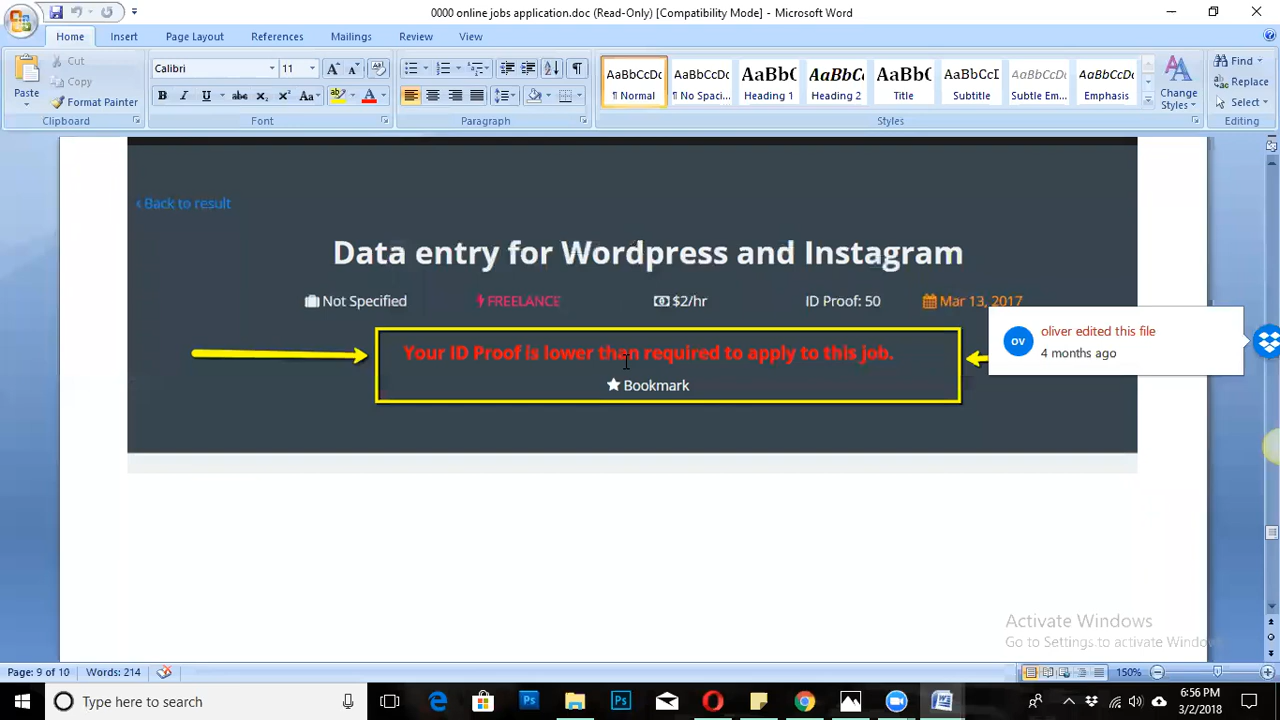 0000 online jobs application.doc (Read-Only) [Compatibility Mode] - Microsoft Word
Home Insert Page Layout References Mailings Review View
Paste
Cut
Copy
Format Painter
Clipboard
Calibri 11
Font
Paragraph
AaBbCcDc AaBbCcDc AaBbC AaBbCc AaBbC AaBbCcI AaBbCcDc AaBbCcI
¶ Normal ¶ No Spaci... Heading 1 Heading 2 Title Subtitle Subtle Em... Emphasis
Styles
Change Styles
Find
Replace
Select
Editing
‹ Back to result
Data entry for Wordpress and Instagram
Not Specified FREELANCE $2/hr ID Proof: 50 Mar 13, 2017
Your ID Proof is lower than required to apply to this job.
Bookmark
OV
oliver edited this file
4 months ago
Activate Windows
Go to Settings to activate Windows
Page: 9 of 10 Words: 214 150%
Type here to search
6:56 PM
3/2/2018